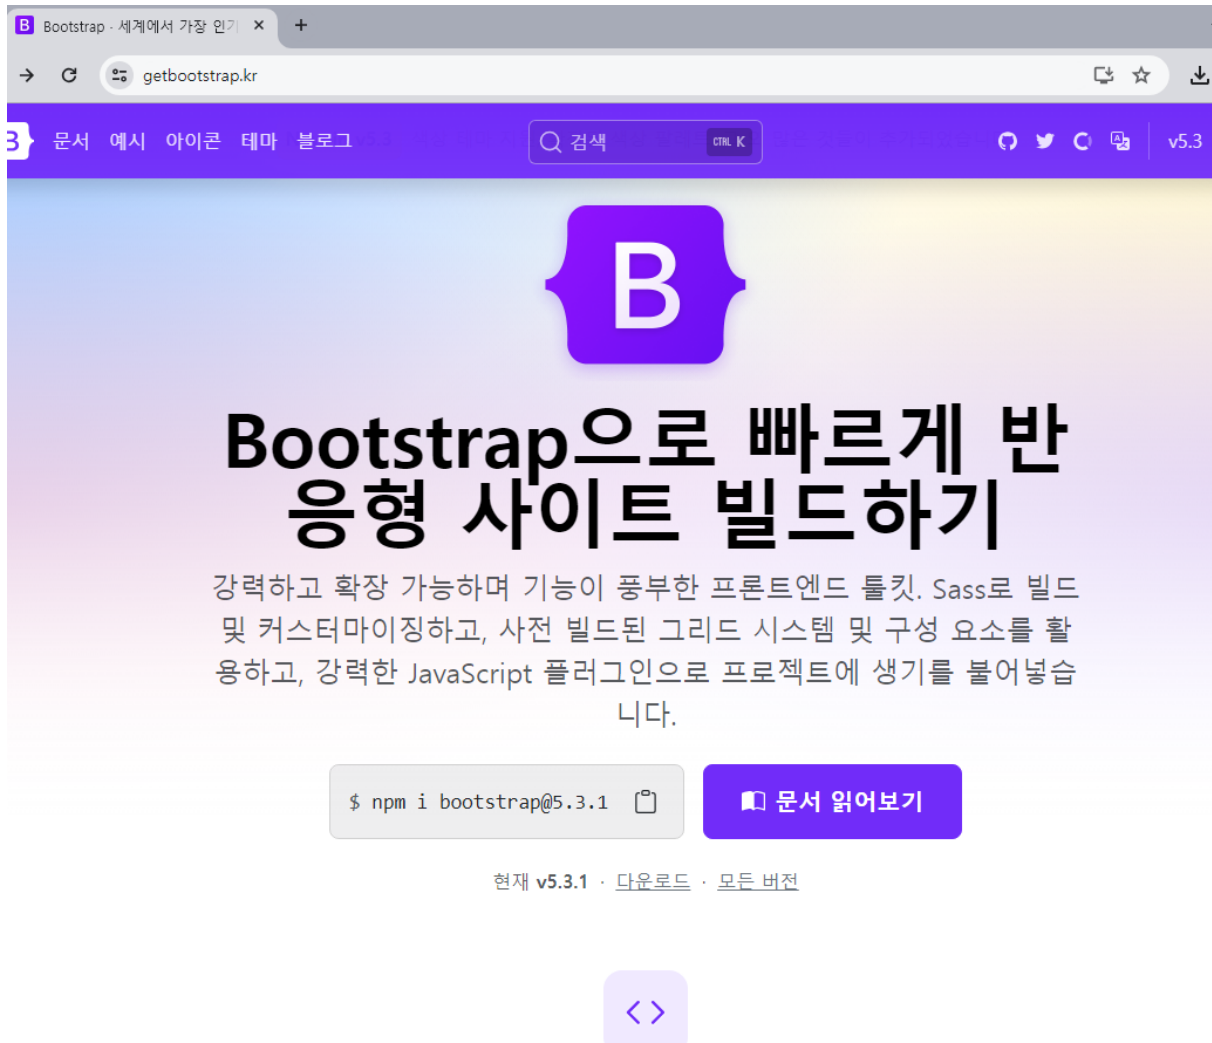 B Bootstrap · 세계에서 가장 인기
getbootstrap.kr
B 문서 예시 아이콘 테마 블로그 검색 CTRL K v5.3
B
Bootstrap으로 빠르게 반
응형 사이트 빌드하기
강력하고 확장 가능하며 기능이 풍부한 프론트엔드 툴킷. Sass로 빌드
및 커스터마이징하고, 사전 빌드된 그리드 시스템 및 구성 요소를 활
용하고, 강력한 JavaScript 플러그인으로 프로젝트에 생기를 불어넣습
니다.
$ npm i bootstrap@5.3.1 문서 읽어보기
현재 v5.3.1 · 다운로드 · 모든 버전